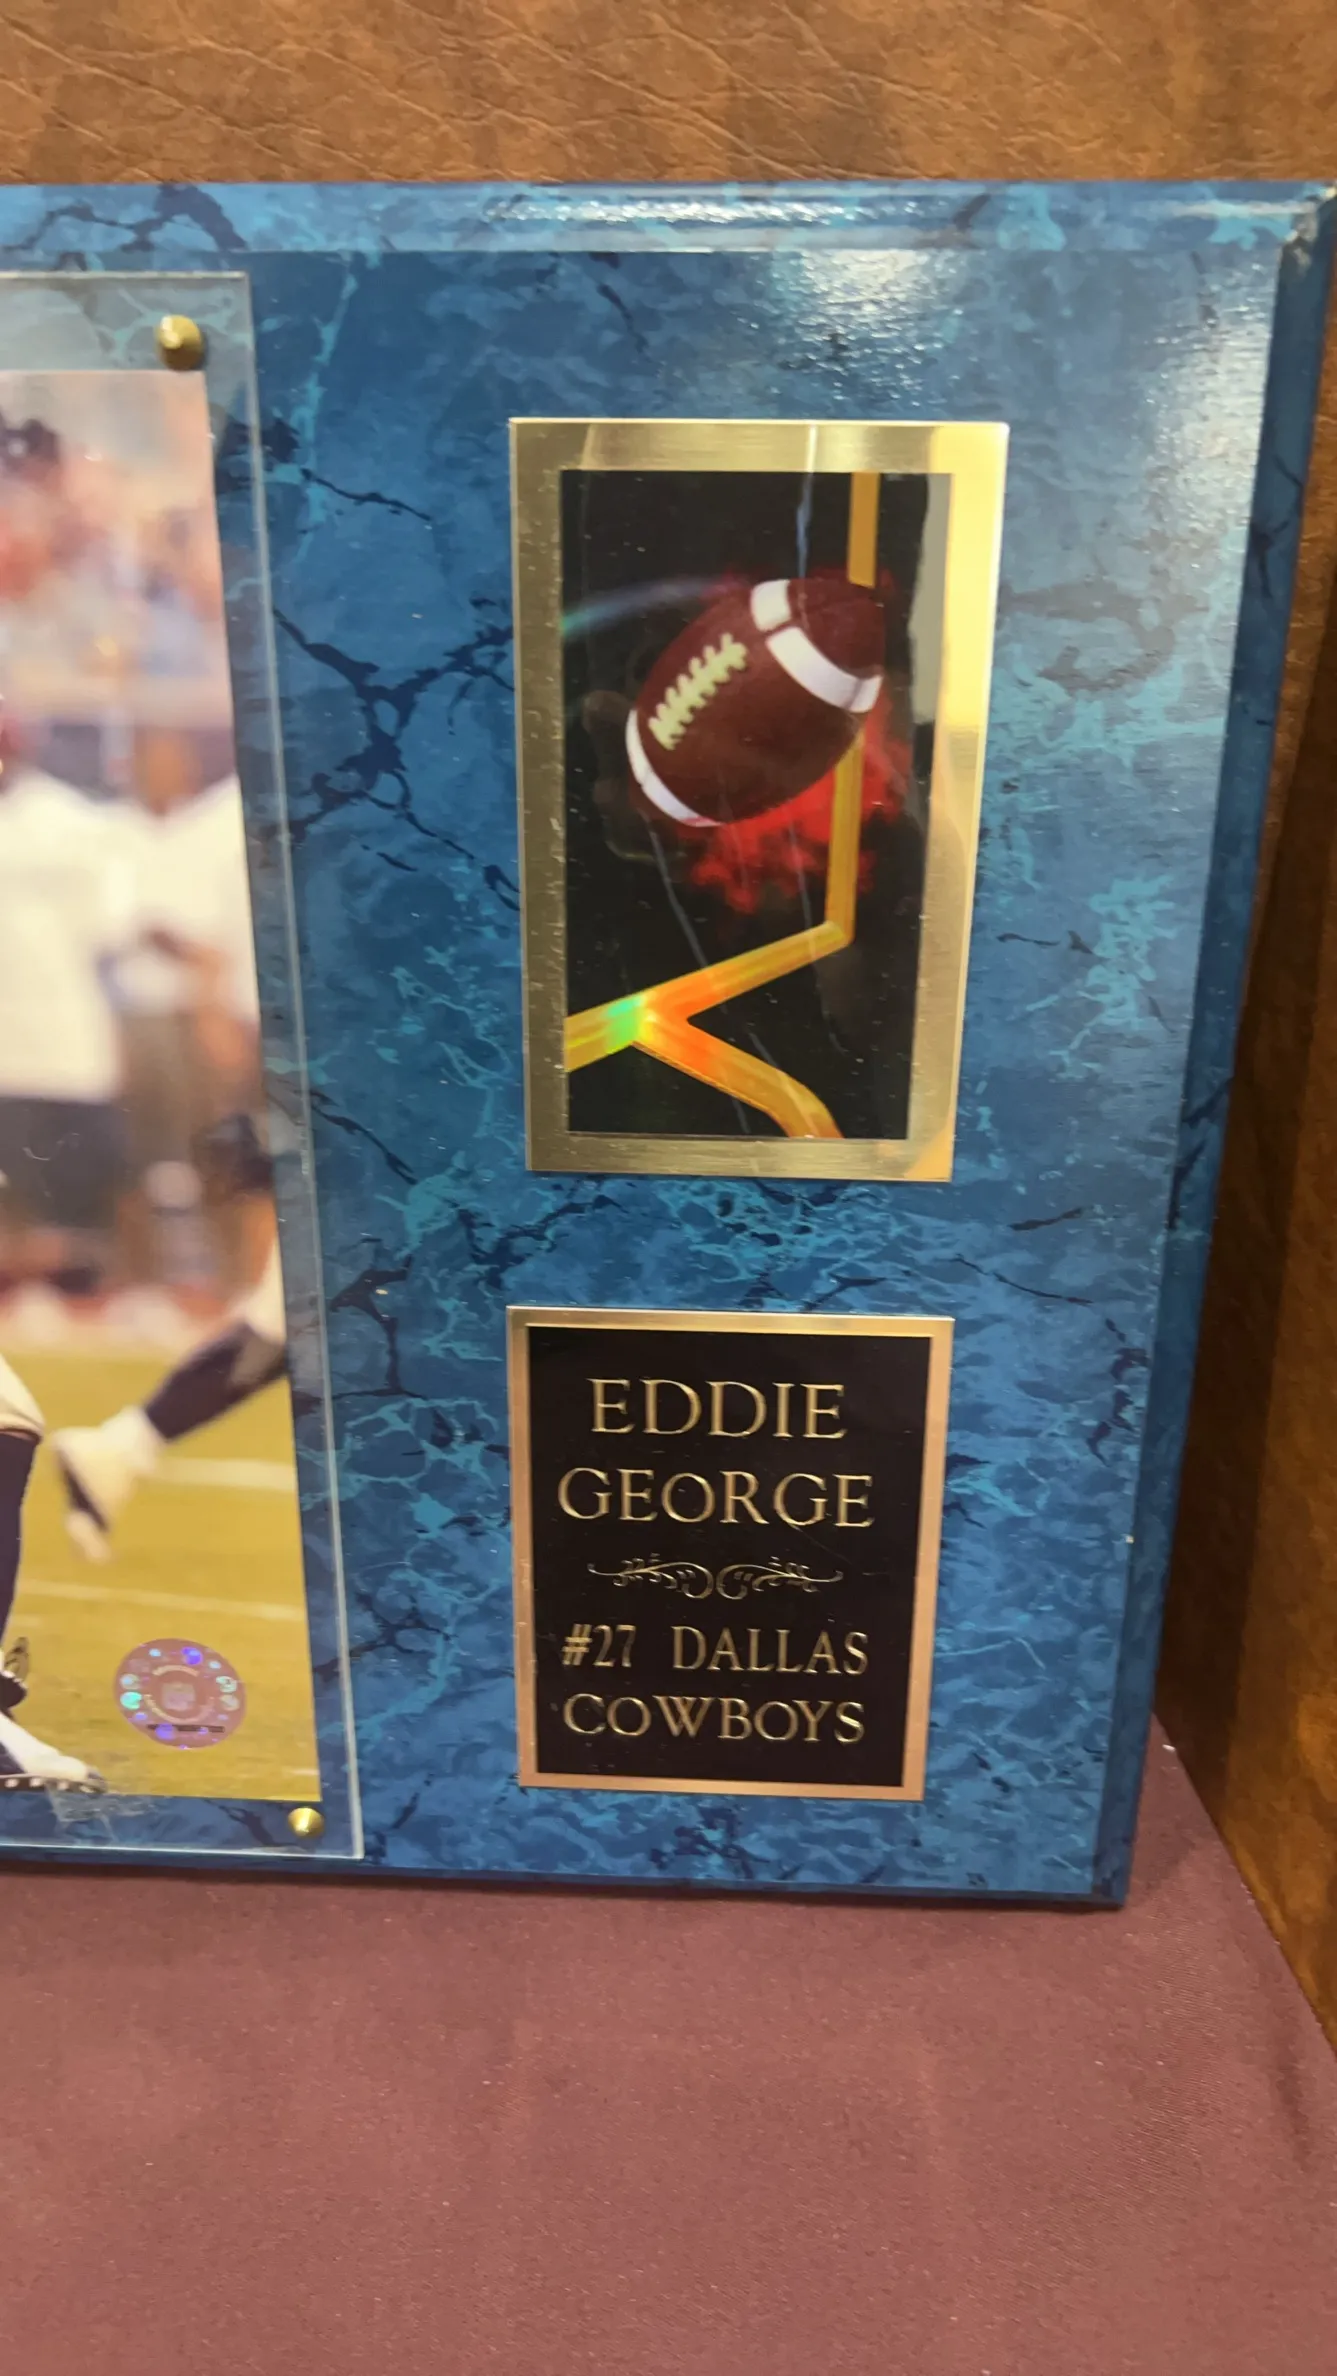 EDDIE
GEORGE
#27 DALLAS
COWBOYS